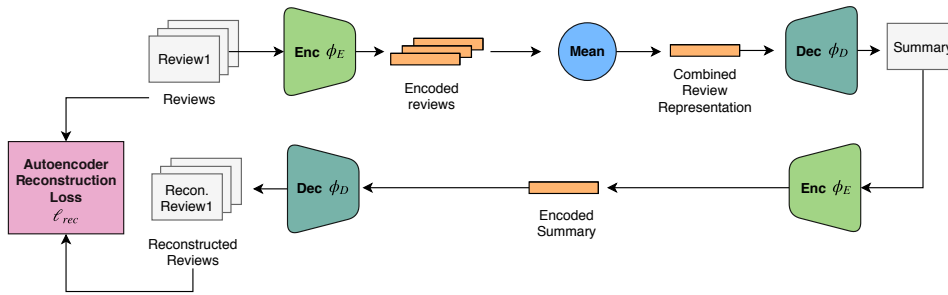 Review1
Enc ϕE
Mean
Dec ϕD
Summary
Encoded
reviews
Combined
Review
Representation
Reviews
Autoencoder
Reconstruction
Loss
ℓrec
Recon.
Review1
Dec ϕD
Enc ϕE
Encoded
Summary
Reconstructed
Reviews